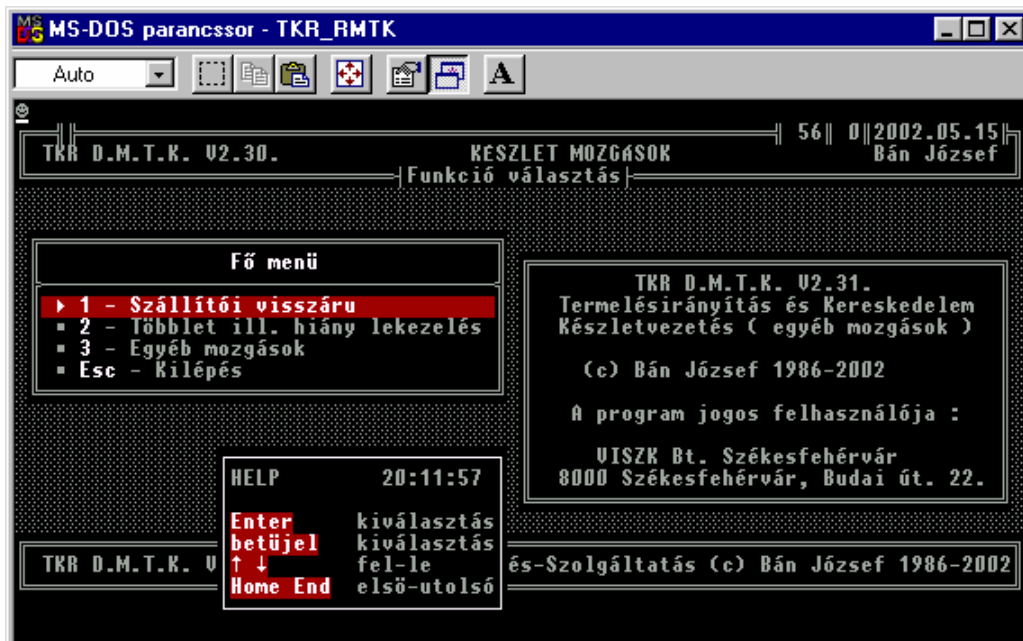 MS-DOS parancssor - TKR_RMTK
Auto
56 0 2002.05.15
TKR D.M.T.K. V2.30. KÉSZLET MOZGÁSOK Bán József
Funkció választás
Fő menü
1 - Szállítói visszáru
2 - Többlet ill. hiány lekezelés
3 - Egyéb mozgások
Esc - Kilépés
TKR D.M.T.K. V2.31.
Termelésirányítás és Kereskedelem
Készletvezetés ( egyéb mozgások )
(c) Bán József 1986-2002
A program jogos felhasználója :
VISZK Bt. Székesfehérvár
8000 Székesfehérvár, Budai út. 22.
HELP 20:11:57
Enter kiválasztás
betüjel kiválasztás
↑ ↓ fel-le
Home End elsö-utolsó
TKR D.M.T.K. V és-Szolgáltatás (c) Bán József 1986-2002